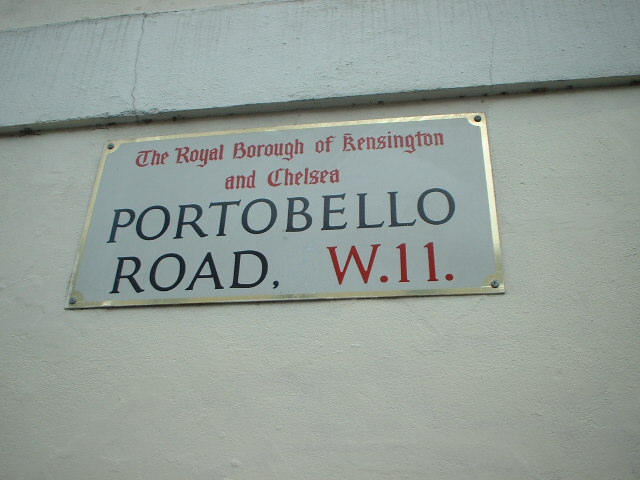 The Royal Borough of Kensington
and Chelsea
PORTOBELLO
ROAD, W.11.